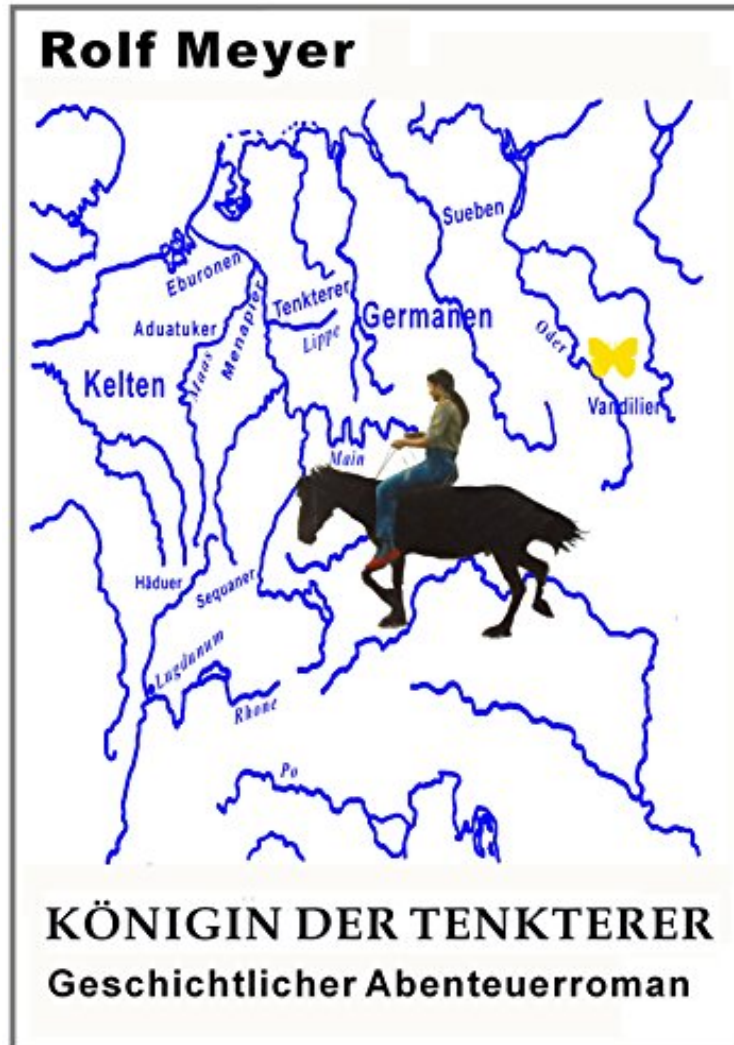 Rolf Meyer
Sueben
Eburonen
Tenkterer
Germanen
Aduatuker
Menapier
Lippe
Oder
Kelten
Maas
Vandilier
Main
Häduer
Sequaner
Lugdunum
Rhone
Po
KÖNIGIN DER TENKTERER
Geschichtlicher Abenteuerroman